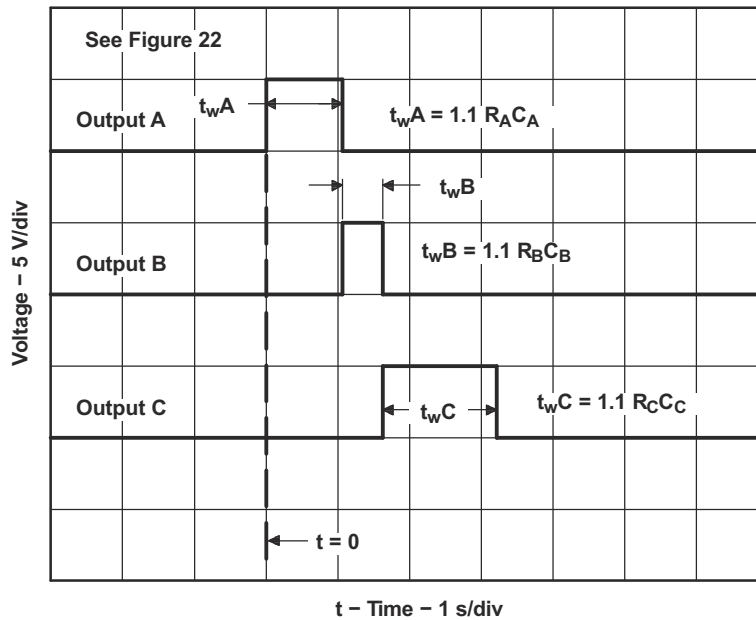 See Figure 22
Output A
twA
twA = 1.1 RACA
twB
Output B
twB = 1.1 RBCB
Output C
twC
twC = 1.1 RCCC
t = 0
Voltage − 5 V/div
t − Time − 1 s/div